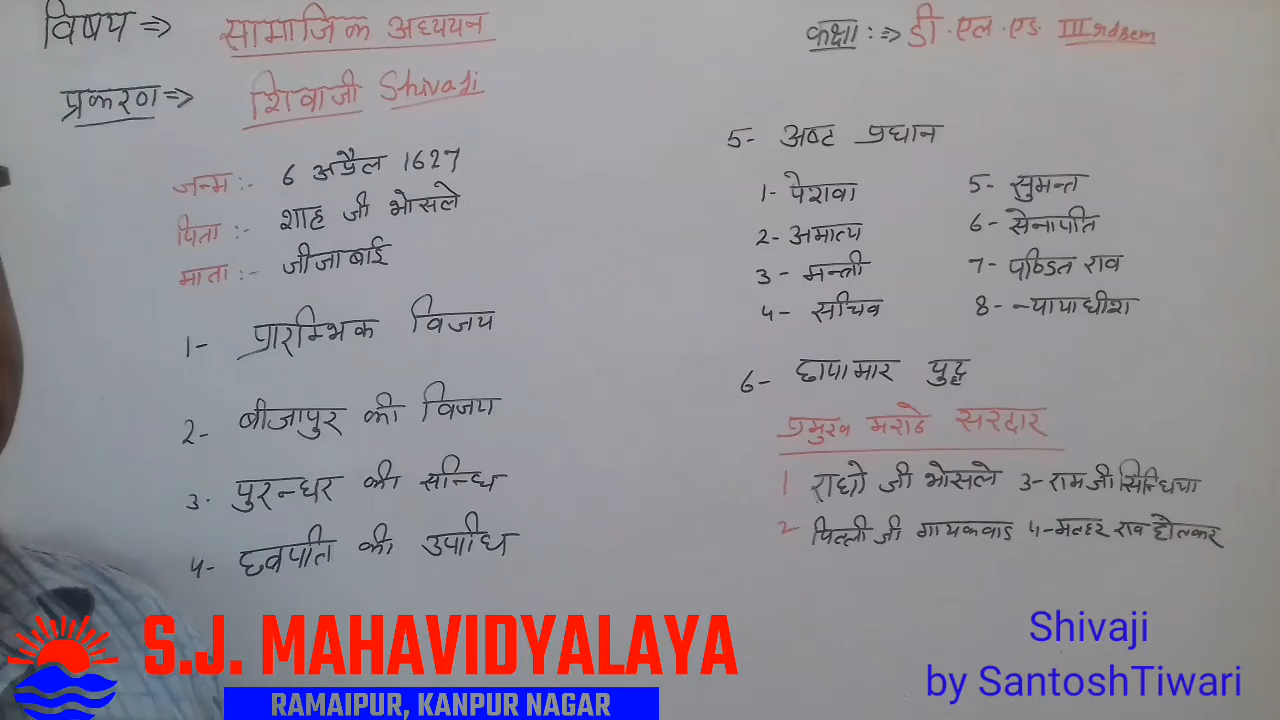 विषय => सामाजिक अध्ययन
कक्षा :=> डी.एल.एड. III rd sem
प्रकरण => शिवाजी Shivaji
जन्म :- 6 अप्रैल 1627
पिता :- शाह जी भोसले
माता :- जीजाबाई
1- प्रारम्भिक विजय
2- बीजापुर की विजय
3- पुरन्धर की सन्धि
4- छत्रपति की उपाधि
5- अष्ट प्रधान
1- पेशवा
2- अमात्य
3- मन्त्री
4- सचिव
5- सुमन्त
6- सेनापति
7- पण्डित राव
8- न्यायाधीश
6- छापामार युद्ध
प्रमुख मराठे सरदार
1 राघो जी भोसले 3- राम जी सिन्धिया
2 पिल्ली जी गायकवाड 4- मल्हर राव होल्कर
S.J. MAHAVIDYALAYA
RAMAIPUR, KANPUR NAGAR
Shivaji
by SantoshTiwari